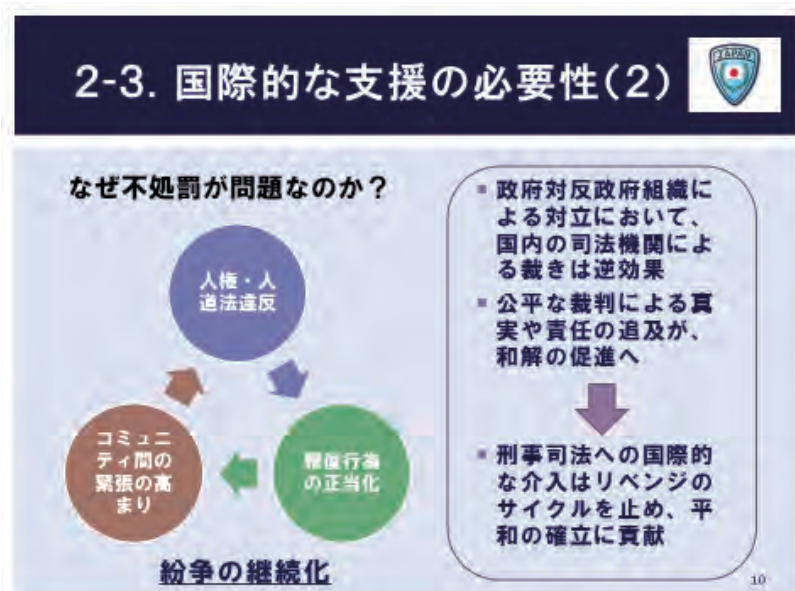 2-3. 国際的な支援の必要性(2)
JAPAN
なぜ不処罰が問題なのか？
人権・人
道法違反
報復行為
の正当化
コミュニ
ティ間の
緊張の高
まり
紛争の継続化
▪ 政府対反政府組織に
よる対立において、
国内の司法機関によ
る裁きは逆効果
▪ 公平な裁判による真
実や責任の追及が、
和解の促進へ
▪ 刑事司法への国際的
な介入はリベンジの
サイクルを止め、平
和の確立に貢献
10